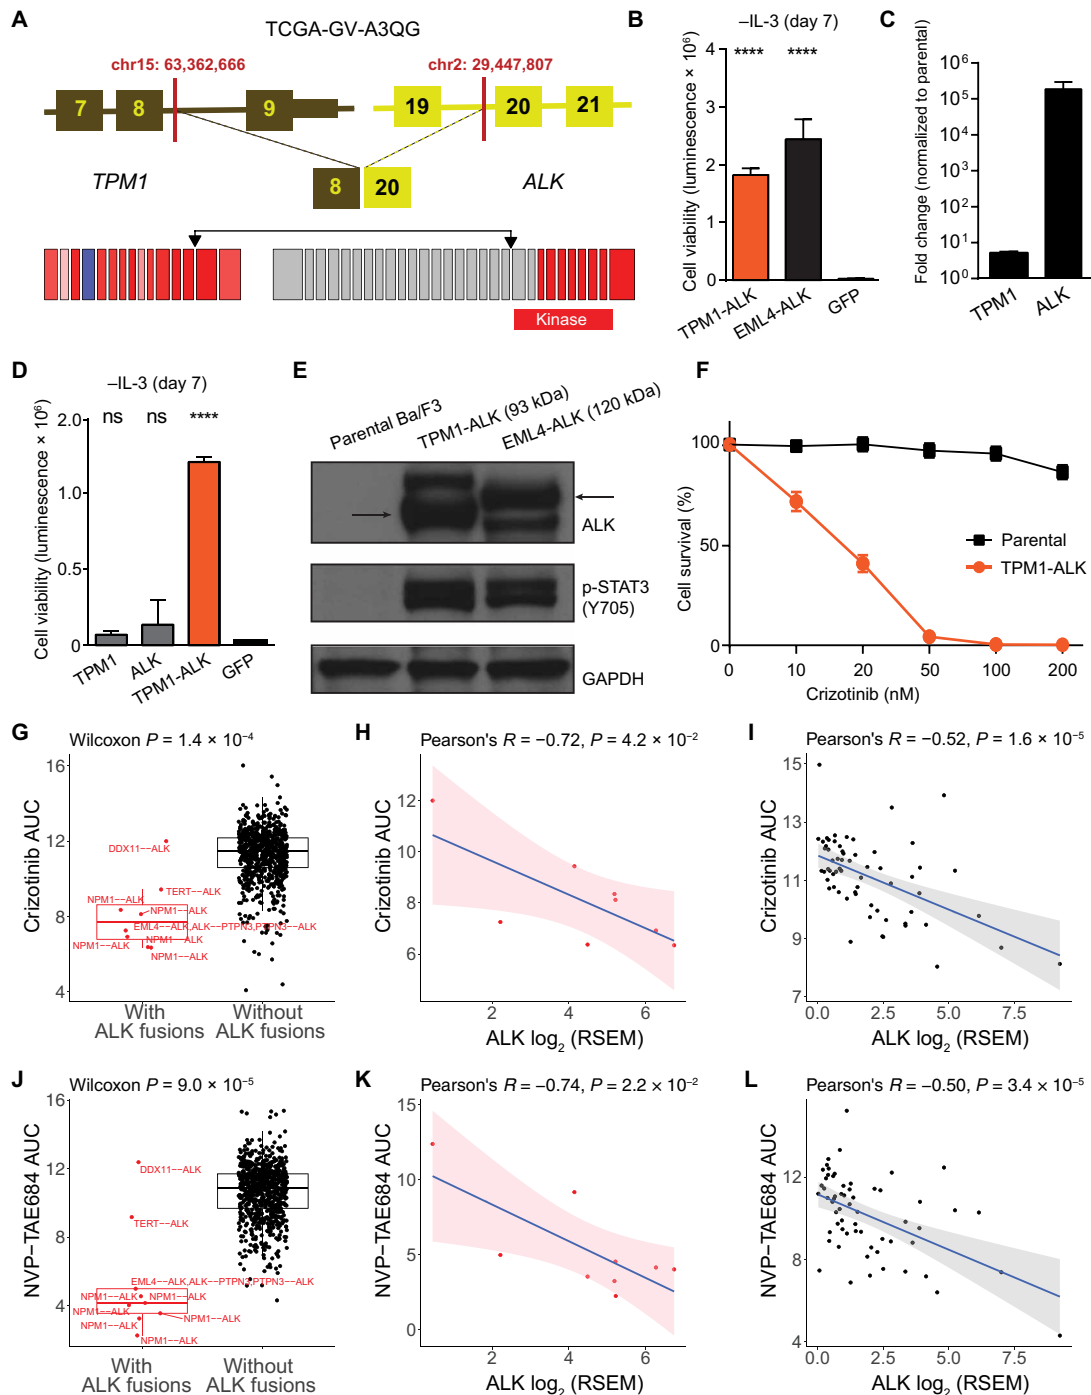 A
TCGA-GV-A3QG
chr15: 63,362,666
chr2: 29,447,807
7
8
9
19
20
21
TPM1
8
20
ALK
Kinase
B
–IL-3 (day 7)
Cell viability (luminescence × 10⁶)
4
3
2
1
0
****
****
TPM1-ALK
EML4-ALK
GFP
C
Fold change (normalized to parental)
10⁶
10⁵
10⁴
10³
10²
10¹
10⁰
TPM1
ALK
D
–IL-3 (day 7)
Cell viability (luminescence × 10⁶)
2.0
1.0
0.5
0
ns
ns
****
TPM1
ALK
TPM1-ALK
GFP
E
Parental Ba/F3
TPM1-ALK (93 kDa)
EML4-ALK (120 kDa)
ALK
p-STAT3
(Y705)
GAPDH
F
Cell survival (%)
100
50
0
Parental
TPM1-ALK
0
10
20
50
100
200
Crizotinib (nM)
G
Wilcoxon P = 1.4 × 10⁻⁴
Crizotinib AUC
16
12
8
4
DDX11−−ALK
TERT−−ALK
NPM1−−ALK
NPM1−−ALK
EML4−−ALK,ALK−−PTPN3,PTPN3−−ALK
NPM1−−ALK
NPM1−−ALK
NPM1−−ALK
With
ALK fusions
Without
ALK fusions
H
Pearson's R = −0.72, P = 4.2 × 10⁻²
Crizotinib AUC
12
10
8
6
2
4
6
ALK log₂ (RSEM)
I
Pearson's R = −0.52, P = 1.6 × 10⁻⁵
Crizotinib AUC
15
13
11
9
7
0.0
2.5
5.0
7.5
ALK log₂ (RSEM)
J
Wilcoxon P = 9.0 × 10⁻⁵
NVP−TAE684 AUC
16
12
8
4
DDX11−−ALK
TERT−−ALK
EML4−−ALK,ALK−−PTPN3,PTPN3−−ALK
NPM1−−ALK
NPM1−−ALK
NPM1−−ALK
NPM1−−ALK
NPM1−−ALK
NPM1−−ALK
With
ALK fusions
Without
ALK fusions
K
Pearson's R = −0.74, P = 2.2 × 10⁻²
NVP−TAE684 AUC
15
10
5
0
2
4
6
ALK log₂ (RSEM)
L
Pearson's R = −0.50, P = 3.4 × 10⁻⁵
NVP−TAE684 AUC
12
8
4
0.0
2.5
5.0
7.5
ALK log₂ (RSEM)